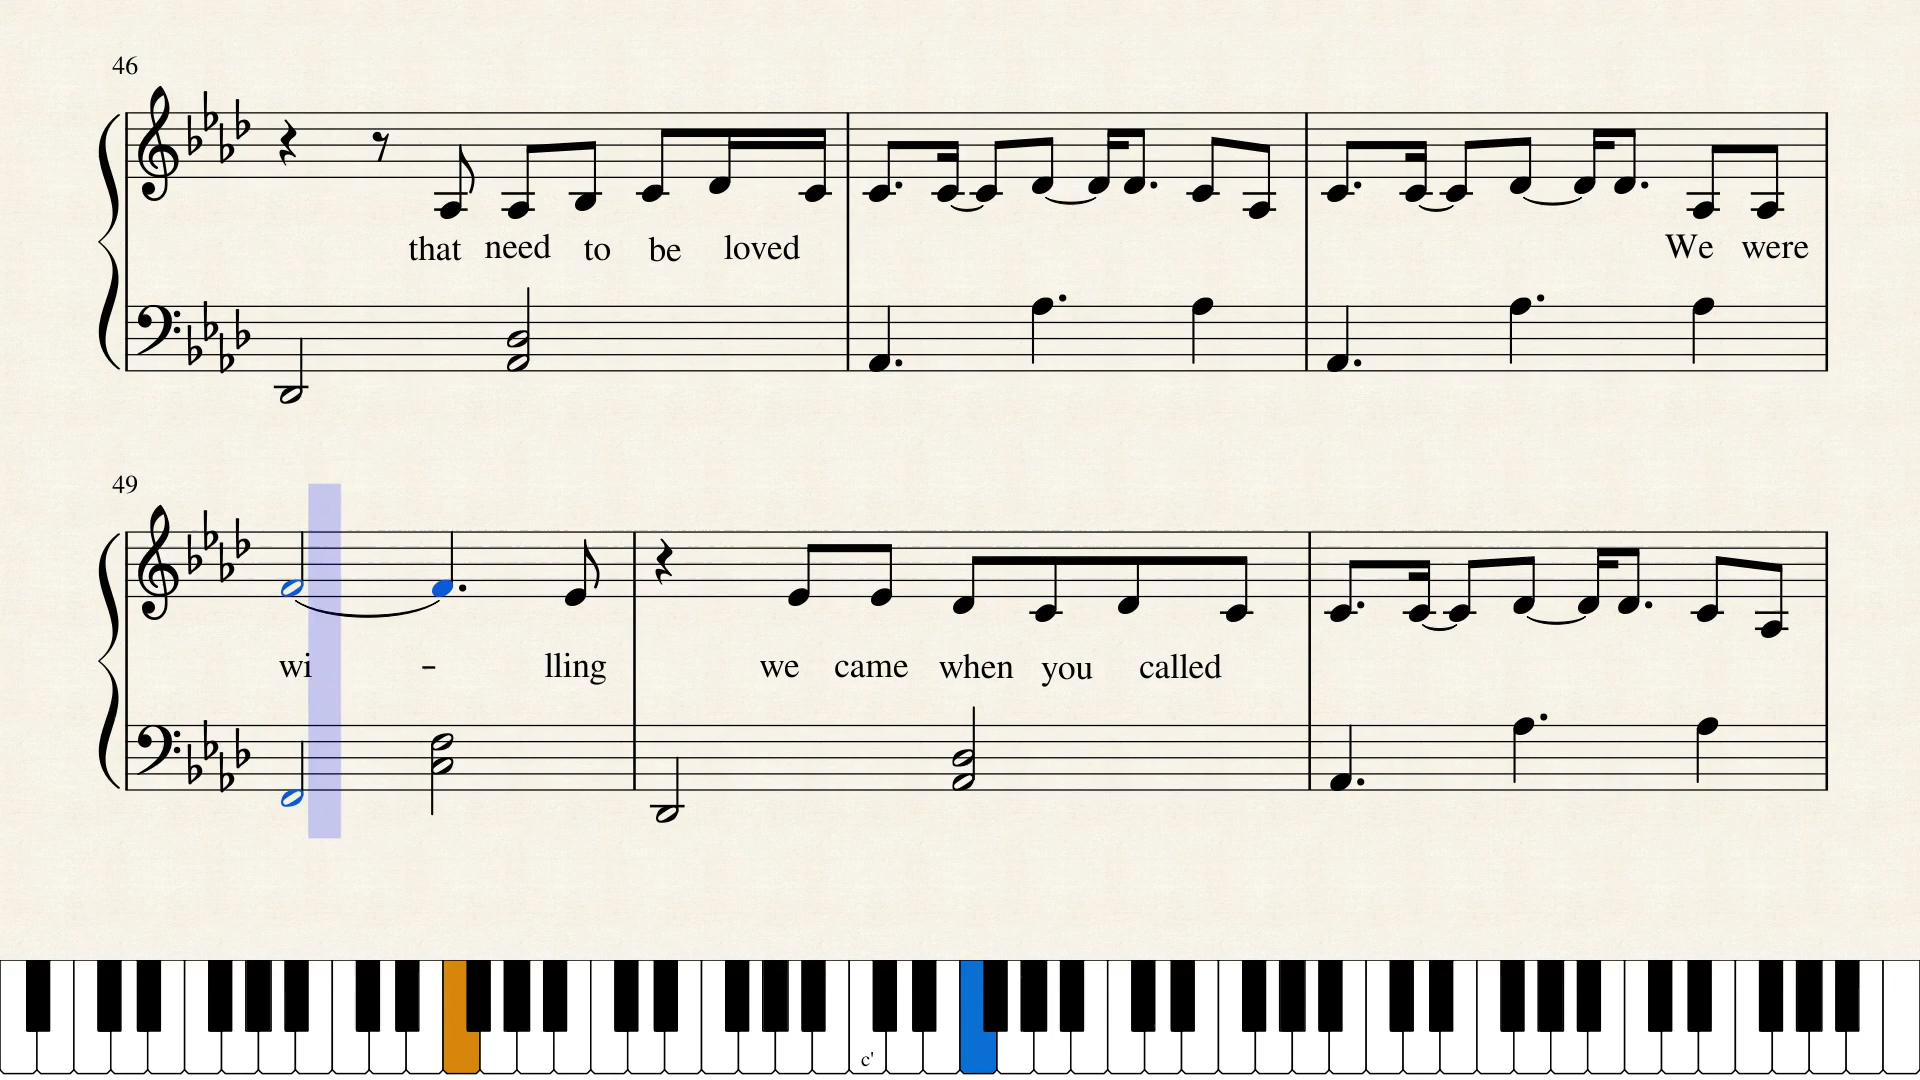 46
that need to be loved We were
49
wi - lling we came when you called
c'